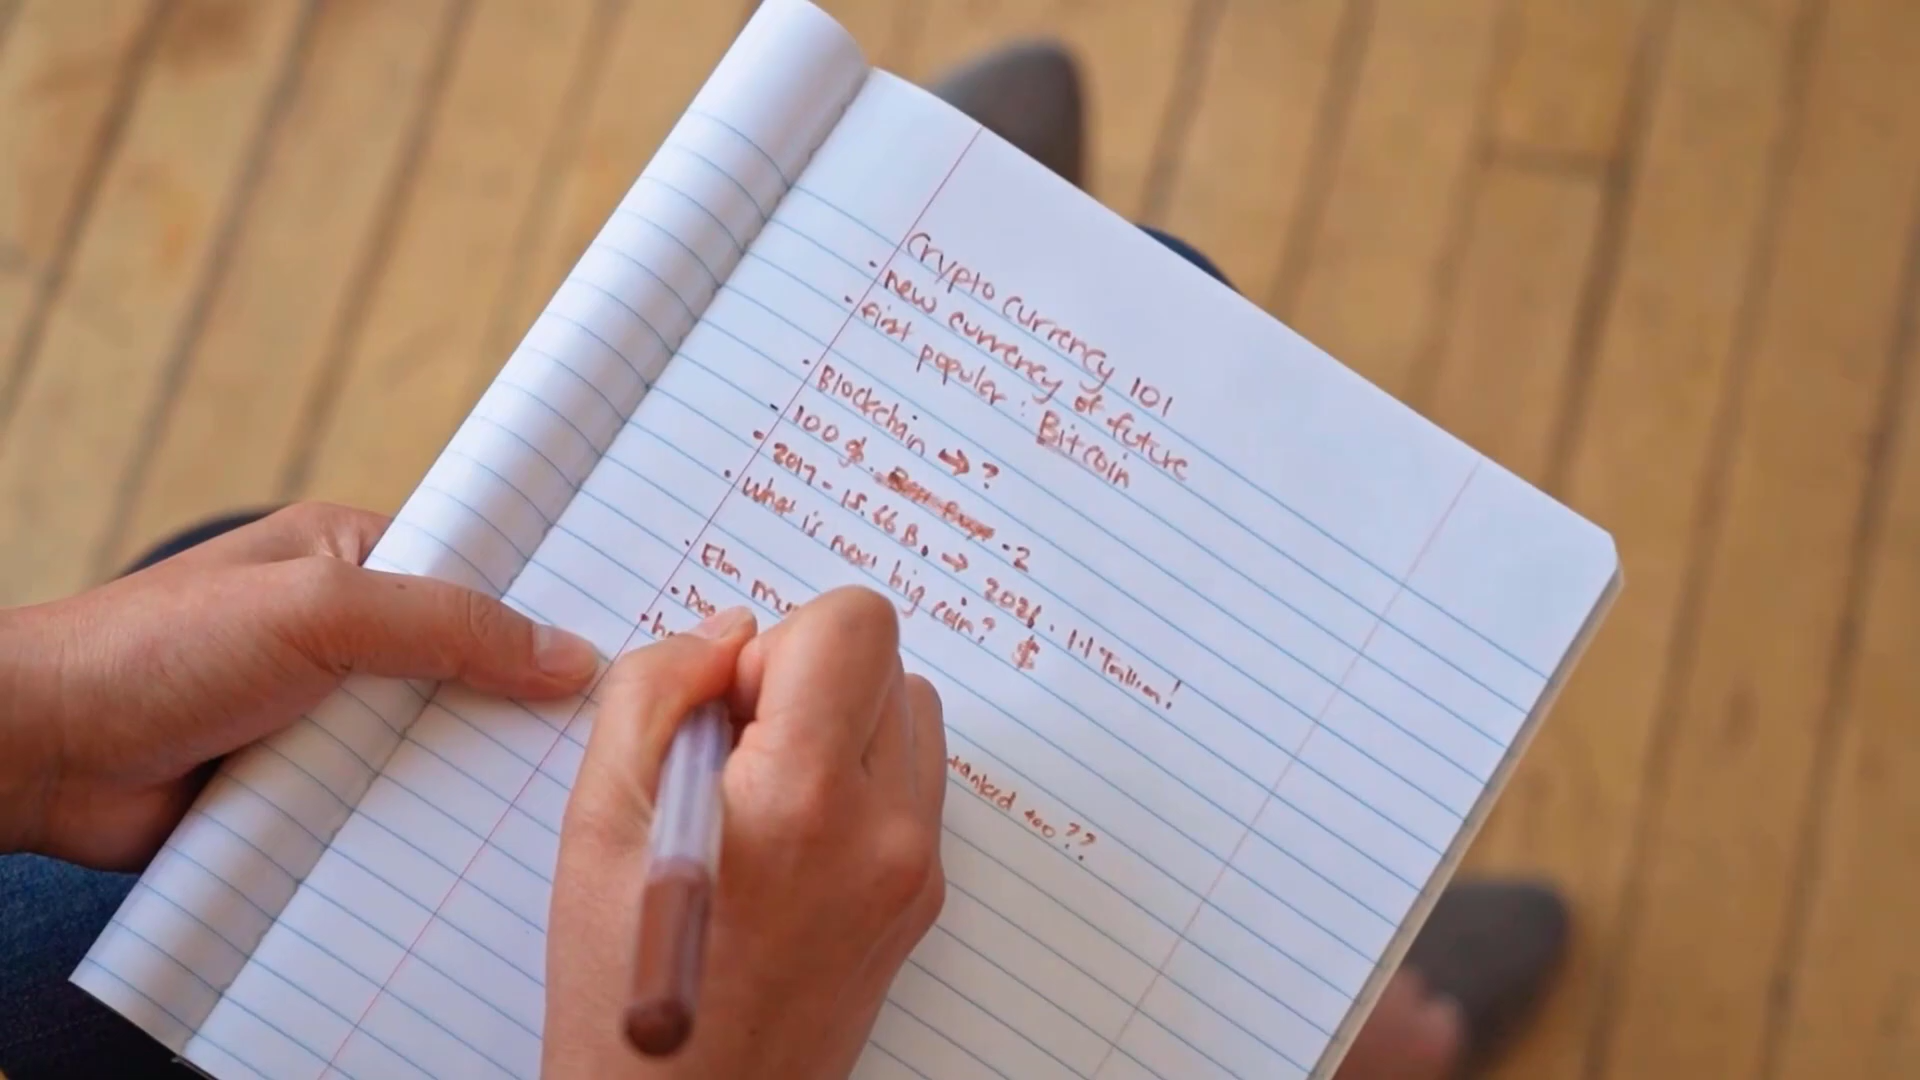 Crypto Currency 101
· new currency of future
· first popular : Bitcoin
· Blockchain → ?
- 100 $. -2
- 2017 - 15.66 B. → 2021 · 1.1 Trillion!
· What is next big coin? $
· Elon
tanked too ??